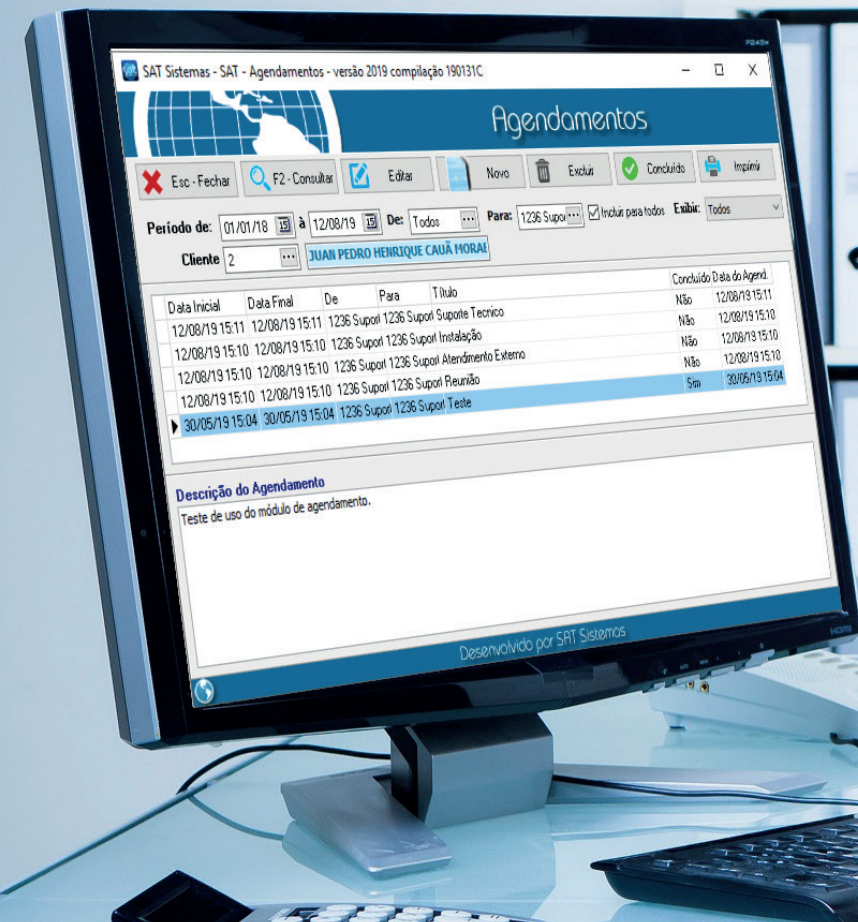 P243w
SAT Sistemas - SAT - Agendamentos - versão 2019 compilação 190131C
Agendamentos
Esc - Fechar F2 - Consultar Editar Novo Excluir Concluído Imprimir
Período de: 01/01/18 15 à 12/08/19 15 De: Todos ... Para: 1236 Supo ... Incluir para todos Exibir: Todos
Cliente 2 ... JUAN PEDRO HENRIQUE CAUÃ MORAE
Data Inicial Data Final De Para Título Concluído Data do Agend.
12/08/19 15:11 12/08/19 15:11 1236 Suport 1236 Suport Suporte Tecnico Não 12/08/19 15:11
12/08/19 15:10 12/08/19 15:10 1236 Suport 1236 Suport Instalação Não 12/08/19 15:10
12/08/19 15:10 12/08/19 15:10 1236 Suport 1236 Suport Atendimento Externo Não 12/08/19 15:10
12/08/19 15:10 12/08/19 15:10 1236 Suport 1236 Suport Reunião Não 12/08/19 15:10
30/05/19 15:04 30/05/19 15:04 1236 Suport 1236 Suport Teste Sim 30/05/19 15:04
Descrição do Agendamento
Teste de uso do módulo de agendamento.
Desenvolvido por SAT Sistemas
HDMI